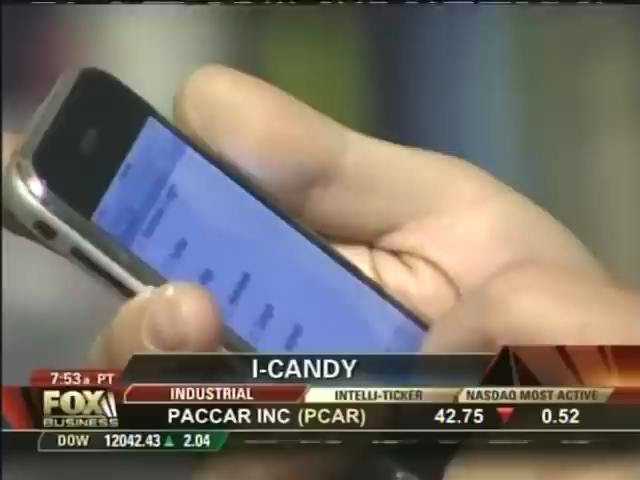 I-CANDY
7:53a PT
INDUSTRIAL
INTELLI-TICKER
NASDAQ MOST ACTIVE
FOX
BUSINESS
PACCAR INC (PCAR) 42.75 ▼ 0.52
DOW 12042.43 ▲ 2.04